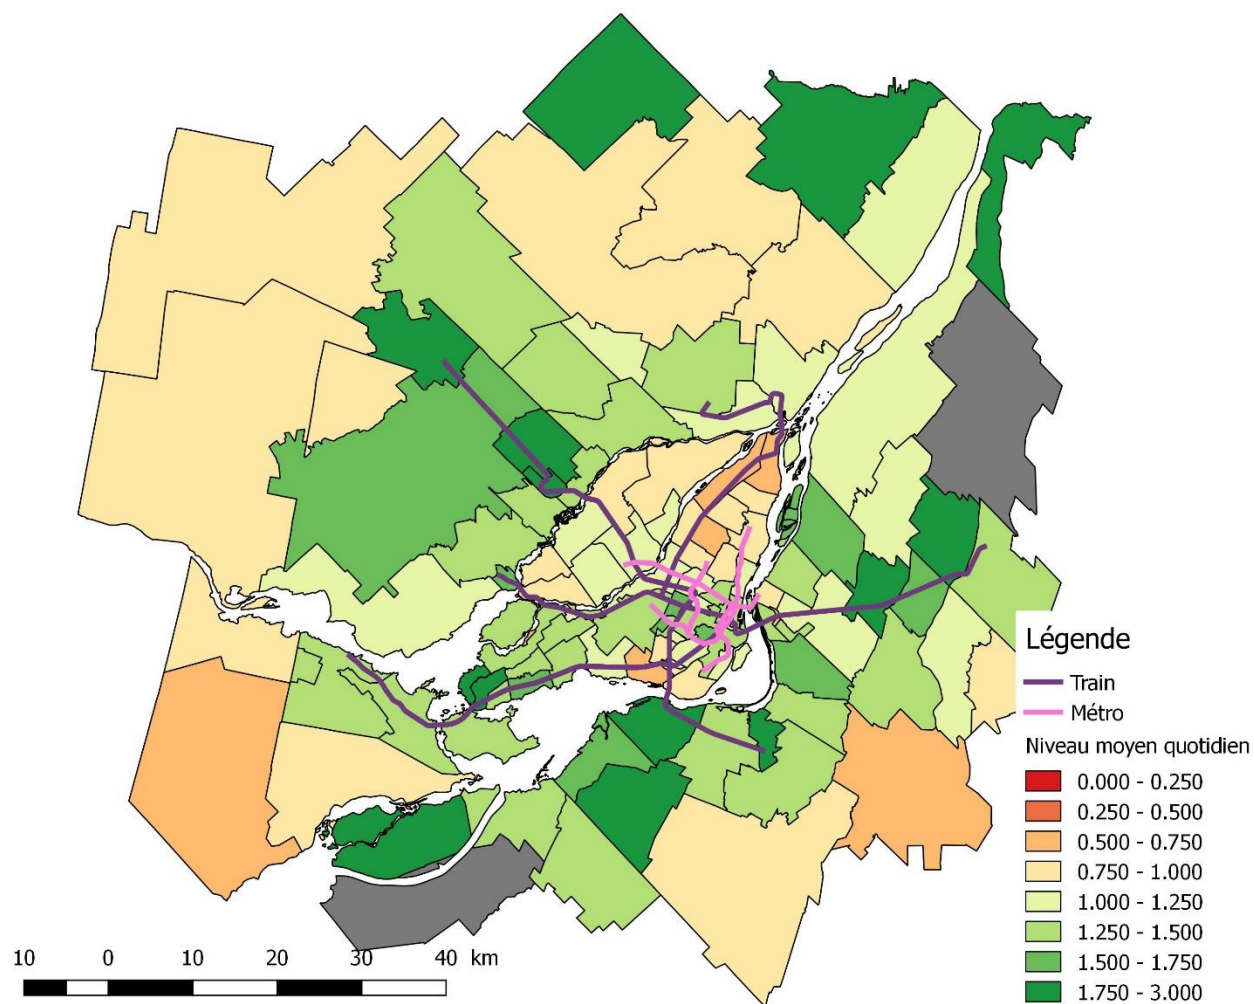 Légende
Train
Métro
Niveau moyen quotidien
0.000 - 0.250
0.250 - 0.500
0.500 - 0.750
0.750 - 1.000
1.000 - 1.250
1.250 - 1.500
1.500 - 1.750
1.750 - 3.000
10 0 10 20 30 40 km